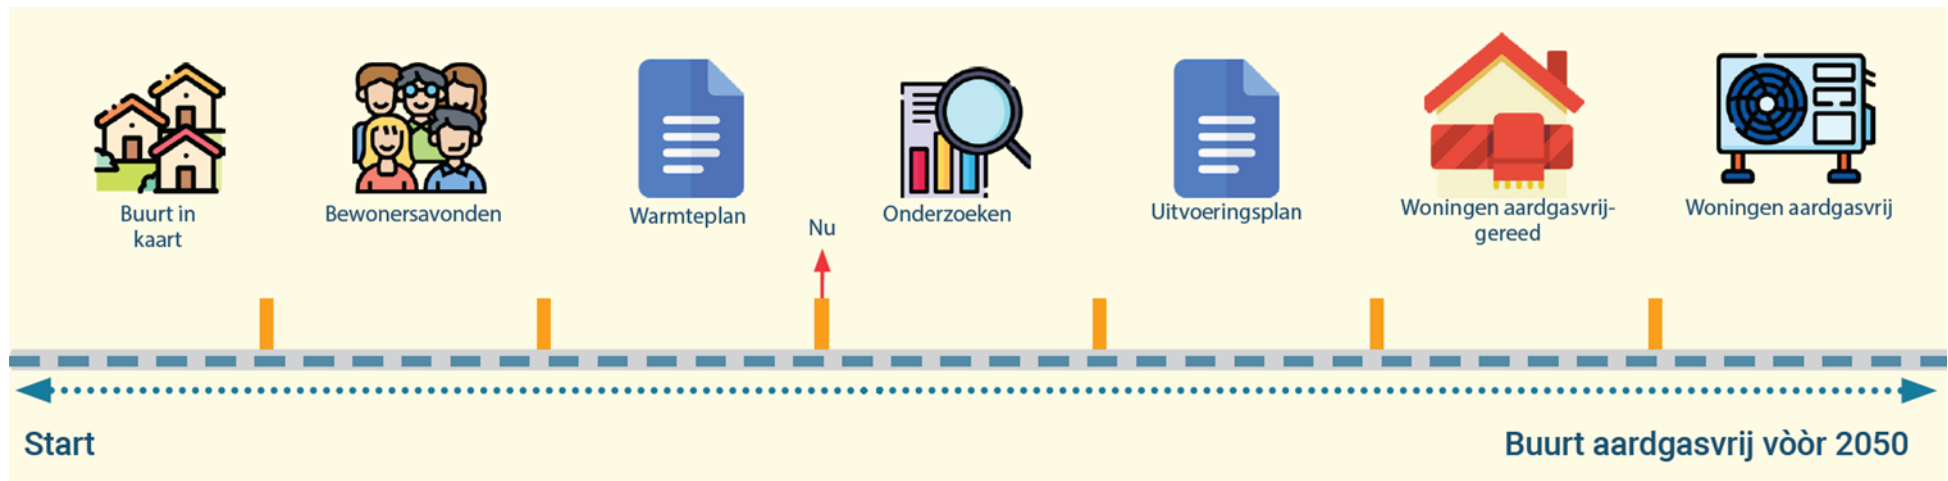 Buurt in
kaart
Bewonersavonden
Warmteplan
Nu
Onderzoeken
Uitvoeringsplan
Woningen aardgasvrij-
gereed
Woningen aardgasvrij
Start
Buurt aardgasvrij vòòr 2050